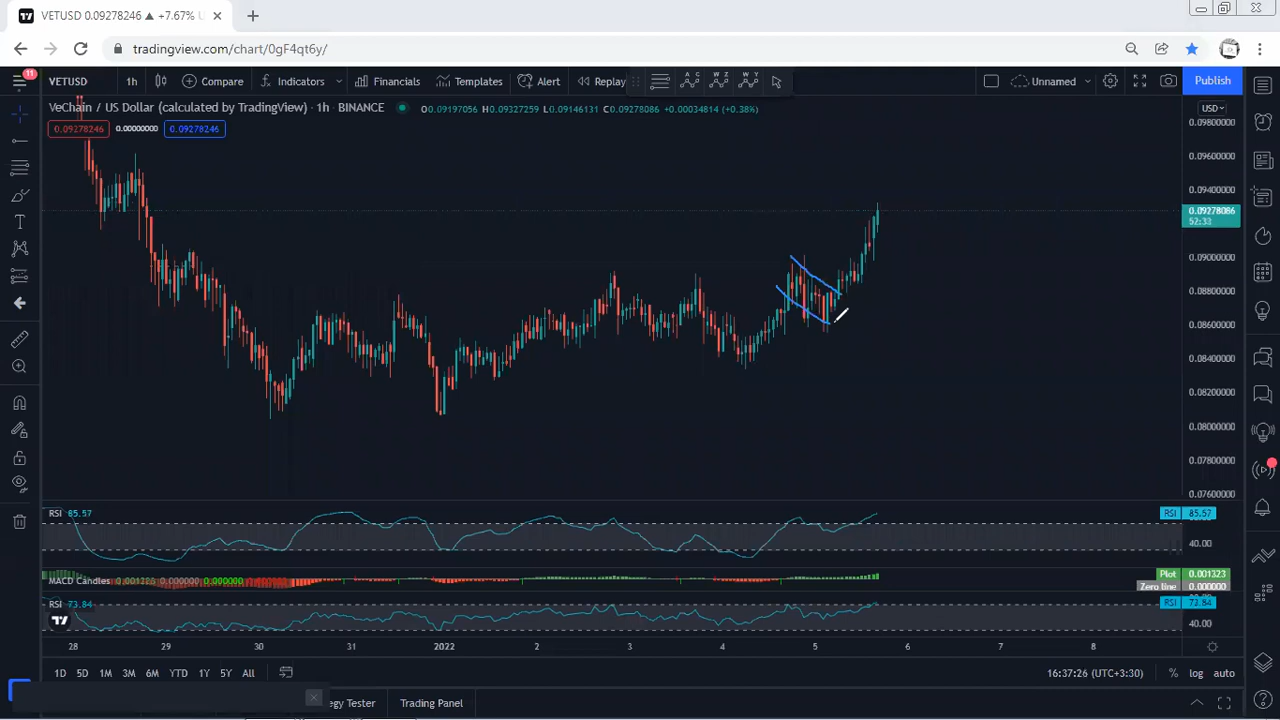 VETUSD 0.09278246 ▲ +7.67%
tradingview.com/chart/0gF4qt6y/
11
VETUSD 1h Compare Indicators Financials Templates Alert Replay Unnamed Publish
VeChain / US Dollar (calculated by TradingView) · 1h · BINANCE O0.09197056 H0.09327259 L0.09146131 C0.09278086 +0.00034814 (+0.38%)
USD
0.09278246 0.00000000 0.09278246
0.09800000
0.09600000
0.09400000
0.09278086
52:33
0.09000000
0.08800000
0.08600000
0.08400000
0.08200000
0.08000000
0.07800000
0.07600000
RSI 85.57 RSI 85.57
40.00
MACD Candles 0.001323 0.000000 0.000000 0.000000 Plot 0.001323
Zero line 0.000000
RSI 73.84 RSI 73.84
40.00
28 29 30 31 2022 2 3 4 5 6 7 8
1D 5D 1M 3M 6M YTD 1Y 5Y All 16:37:26 (UTC+3:30) % log auto
tegy Tester Trading Panel